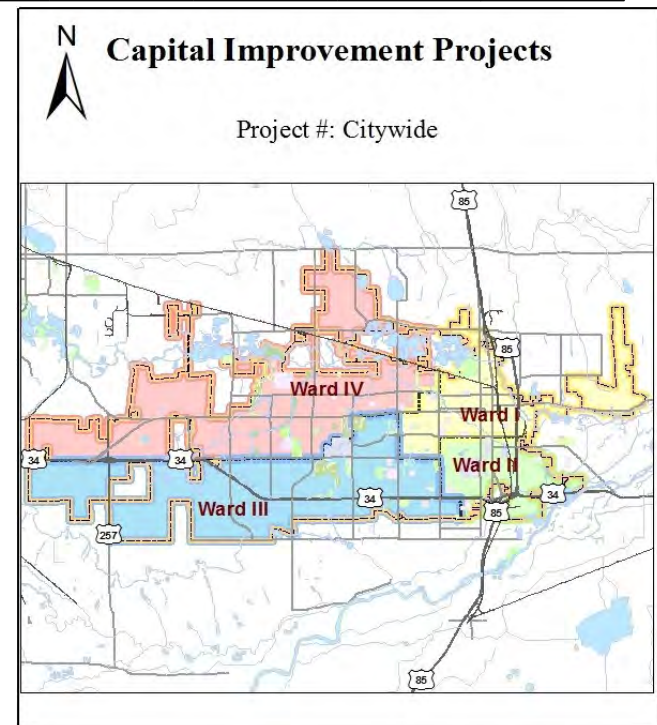 N
Capital Improvement Projects
Project #: Citywide
85
85
Ward IV
Ward I
34
34
Ward II
Ward III
34
34
85
257
85